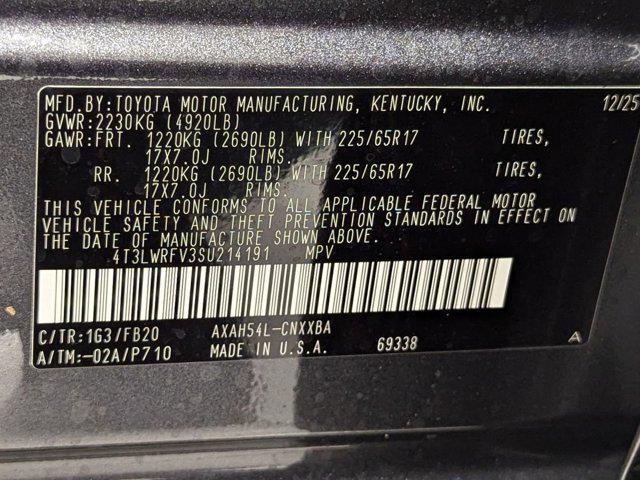 MFD.BY:TOYOTA MOTOR MANUFACTURING, KENTUCKY, INC. 12/25
GVWR:2230KG (4920LB)
GAWR:FRT. 1220KG (2690LB) WITH 225/65R17 TIRES,
17X7.0J RIMS.
RR. 1220KG (2690LB) WITH 225/65R17 TIRES,
17X7.0J RIMS.
THIS VEHICLE CONFORMS TO ALL APPLICABLE FEDERAL MOTOR
VEHICLE SAFETY AND THEFT PREVENTION STANDARDS IN EFFECT ON
THE DATE OF MANUFACTURE SHOWN ABOVE.
4T3LWRFV3SU214191 MPV
C/TR:1G3/FB20 AXAH54L-CNXXBA
A/TM:-02A/P710 MADE IN U.S.A. 69338 A